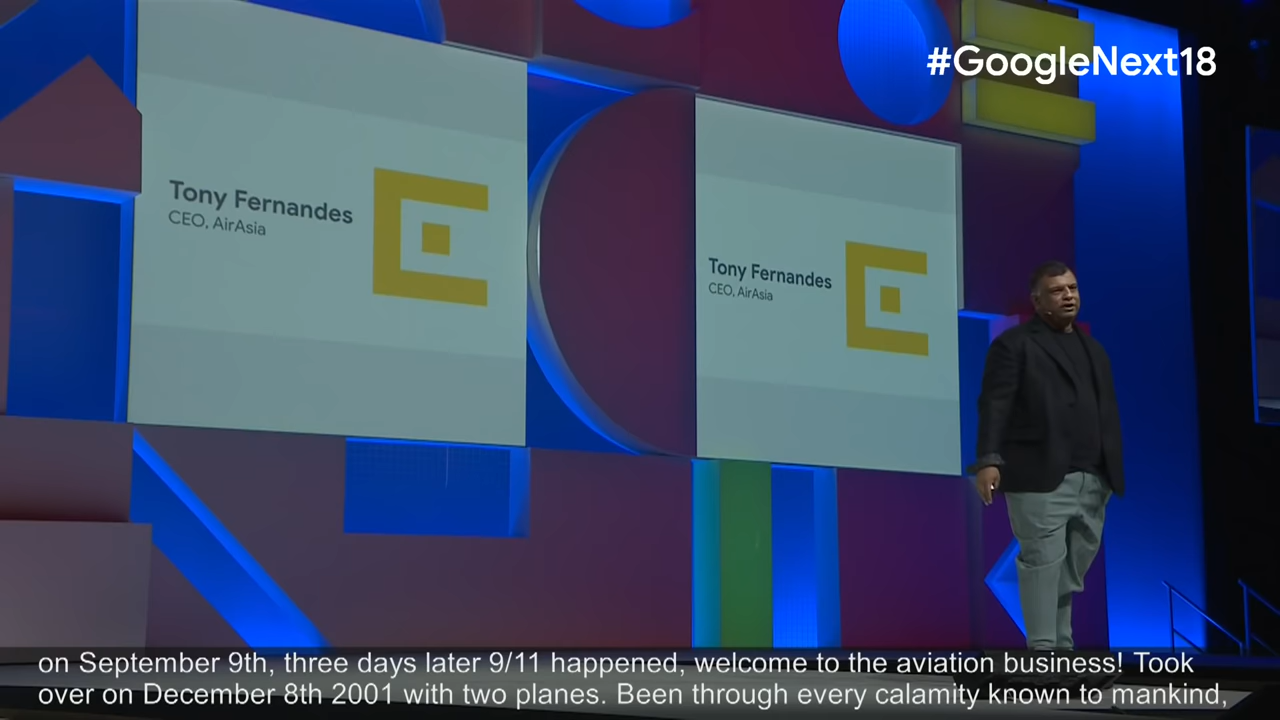 #GoogleNext18
Tony Fernandes
CEO, AirAsia
Tony Fernandes
CEO, AirAsia
on September 9th, three days later 9/11 happened, welcome to the aviation business! Took
over on December 8th 2001 with two planes. Been through every calamity known to mankind,